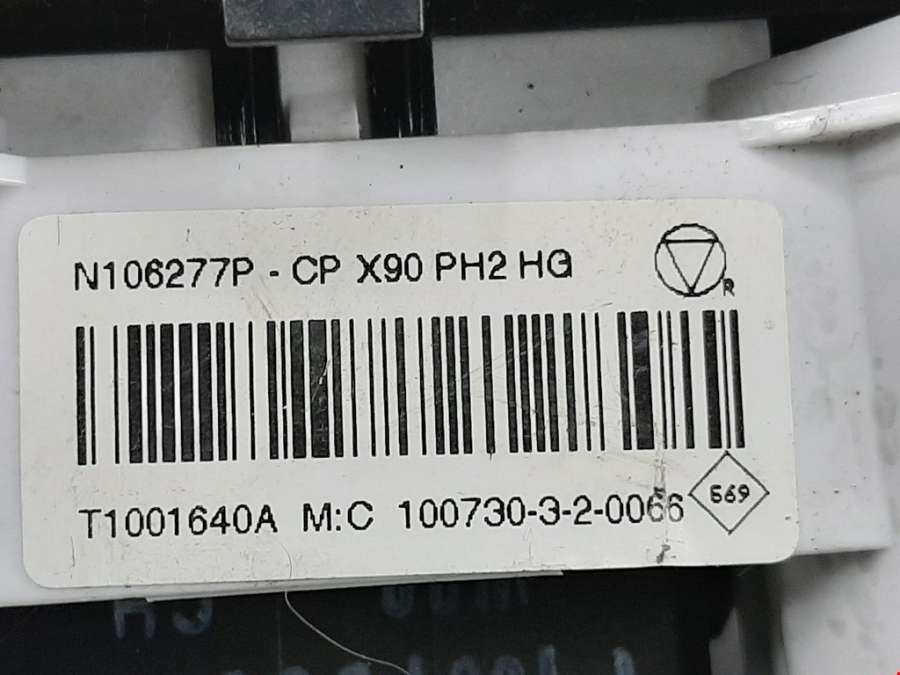 N106277P - CP X90 PH2 HG
R
T1001640A M:C 100730-3-2-0066
569